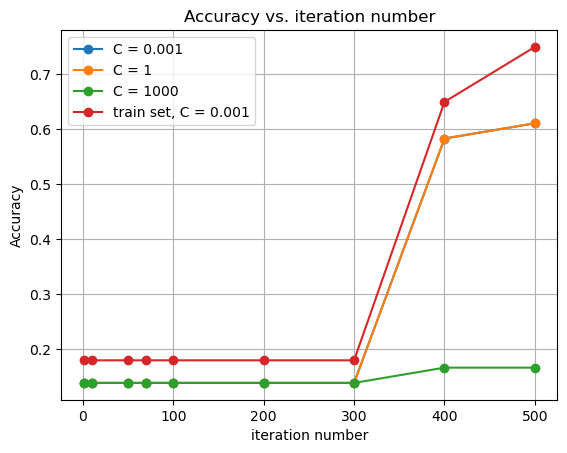 Accuracy vs. iteration number
C = 0.001
C = 1
C = 1000
train set, C = 0.001
Accuracy
0.7
0.6
0.5
0.4
0.3
0.2
0 100 200 300 400 500
iteration number